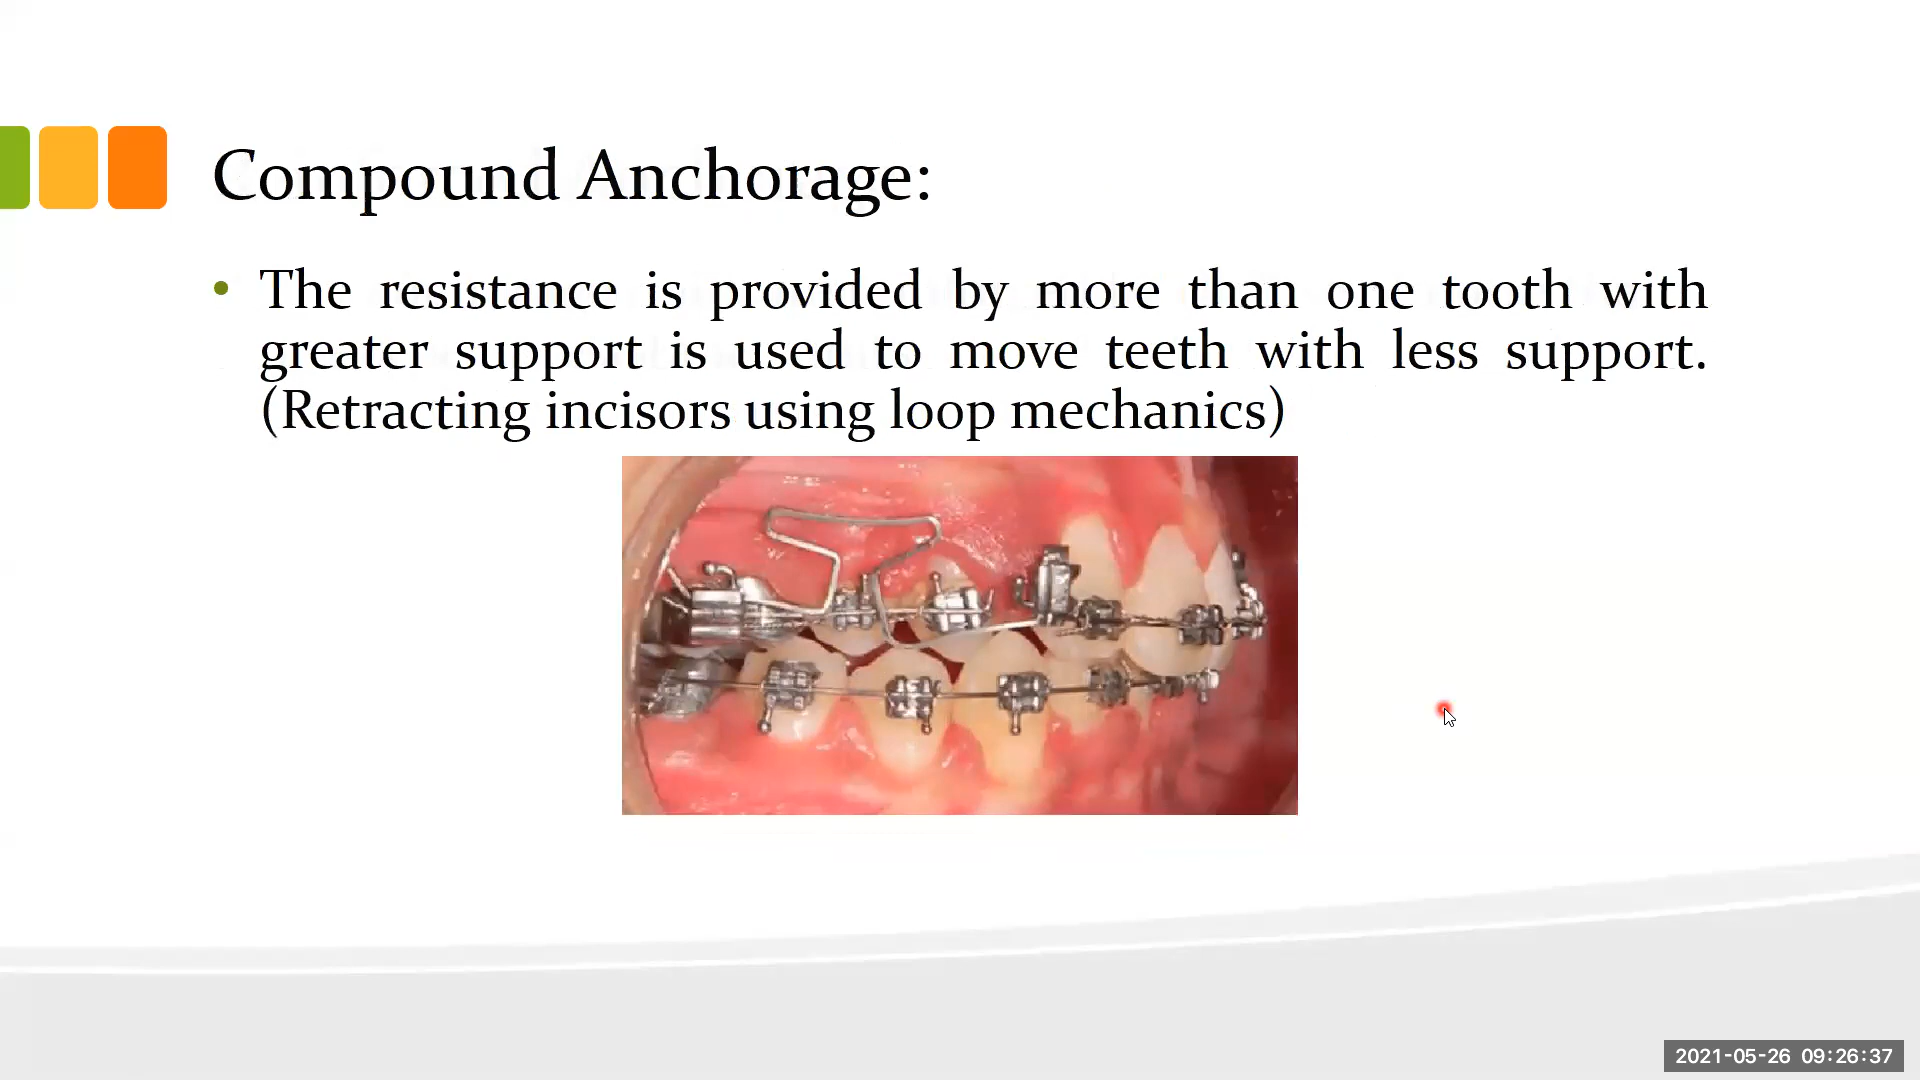 Compound Anchorage:
• The resistance is provided by more than one tooth with
greater support is used to move teeth with less support.
(Retracting incisors using loop mechanics)
2021-05-26 09:26:37